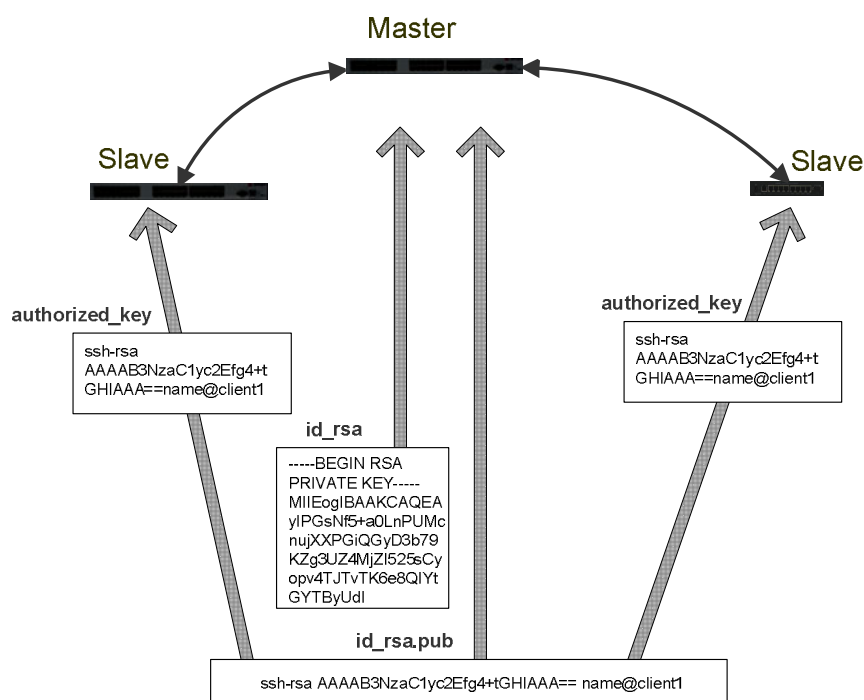 Master
Slave
Slave
authorized_key
ssh-rsa
AAAAB3NzaC1yc2Efg4+t
GHIAAA==name@client1
authorized_key
ssh-rsa
AAAAB3NzaC1yc2Efg4+t
GHIAAA==name@client1
id_rsa
-----BEGIN RSA
PRIVATE KEY-----
MIIEogIBAAKCAQEA
yIPGsNf5+a0LnPUMc
nujXXPGiQGyD3b79
KZg3UZ4MjZI525sCy
opv4TJTvTK6e8QIYt
GYTByUdI
id_rsa.pub
ssh-rsa AAAAB3NzaC1yc2Efg4+tGHIAAA== name@client1